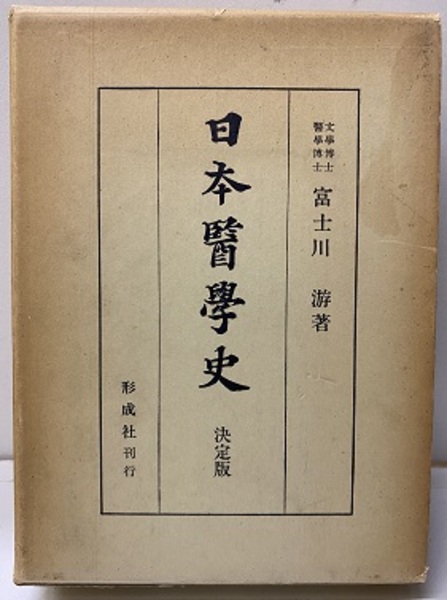 文學博士
醫學博士
富士川 游著
日本醫學史
決定版
形成社刊行